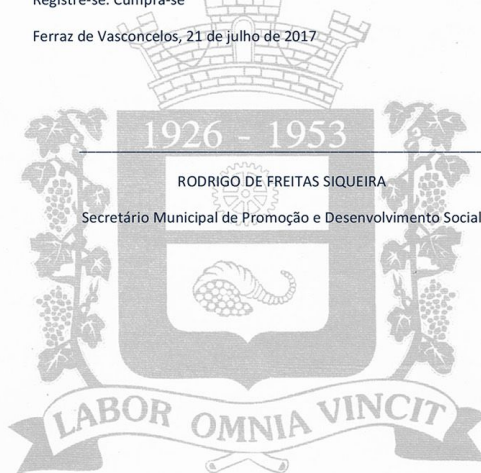 Registre-se. Cumpra-se
Ferraz de Vasconcelos, 21 de julho de 2017
1926 - 1953
RODRIGO DE FREITAS SIQUEIRA
Secretário Municipal de Promoção e Desenvolvimento Social
LABOR OMNIA VINCIT